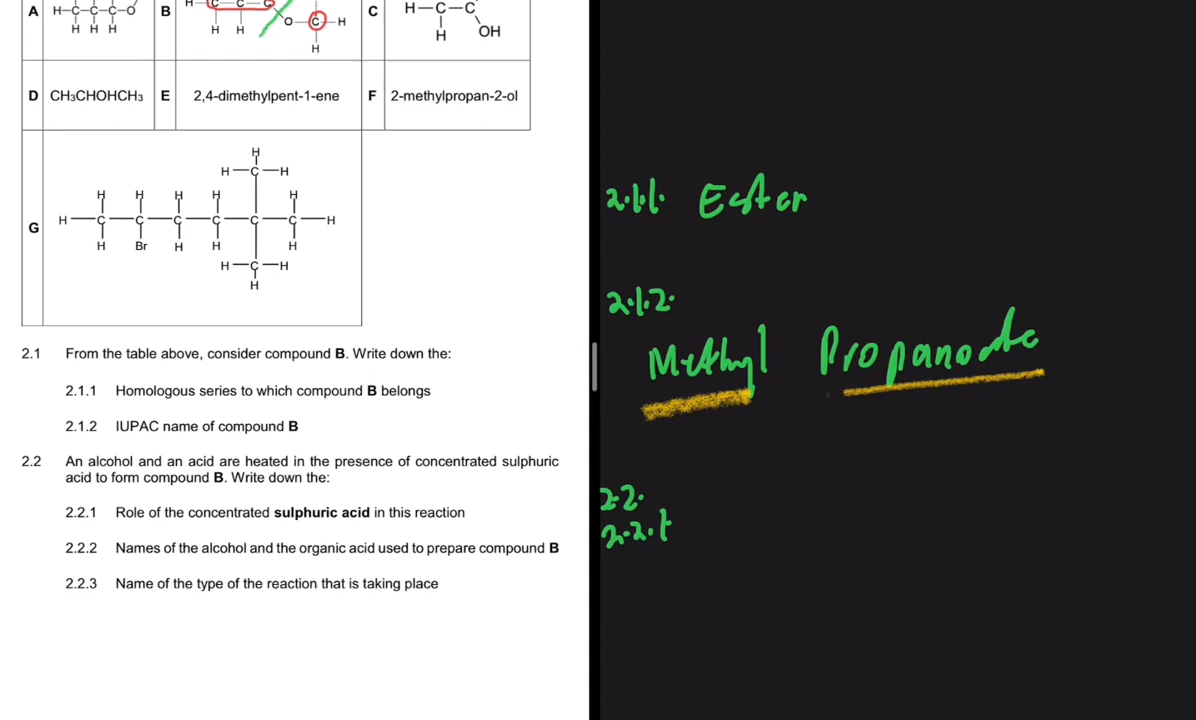 A H-C-C-C-O B H-C-C-C C H-C-C
O-C-H
H H H H H H OH
H
D CH₃CHOHCH₃ E 2,4-dimethylpent-1-ene F 2-methylpropan-2-ol
H
H-C-H
H H H H H
G H-C-C-C-C-C-C-H
H Br H H H
H-C-H
H
2.1 From the table above, consider compound B. Write down the:
2.1.1 Homologous series to which compound B belongs
2.1.2 IUPAC name of compound B
2.2 An alcohol and an acid are heated in the presence of concentrated sulphuric
acid to form compound B. Write down the:
2.2.1 Role of the concentrated sulphuric acid in this reaction
2.2.2 Names of the alcohol and the organic acid used to prepare compound B
2.2.3 Name of the type of the reaction that is taking place
2.1.1. Ester
2.1.2.
Methyl Propanoate
2.2.
2.2.1